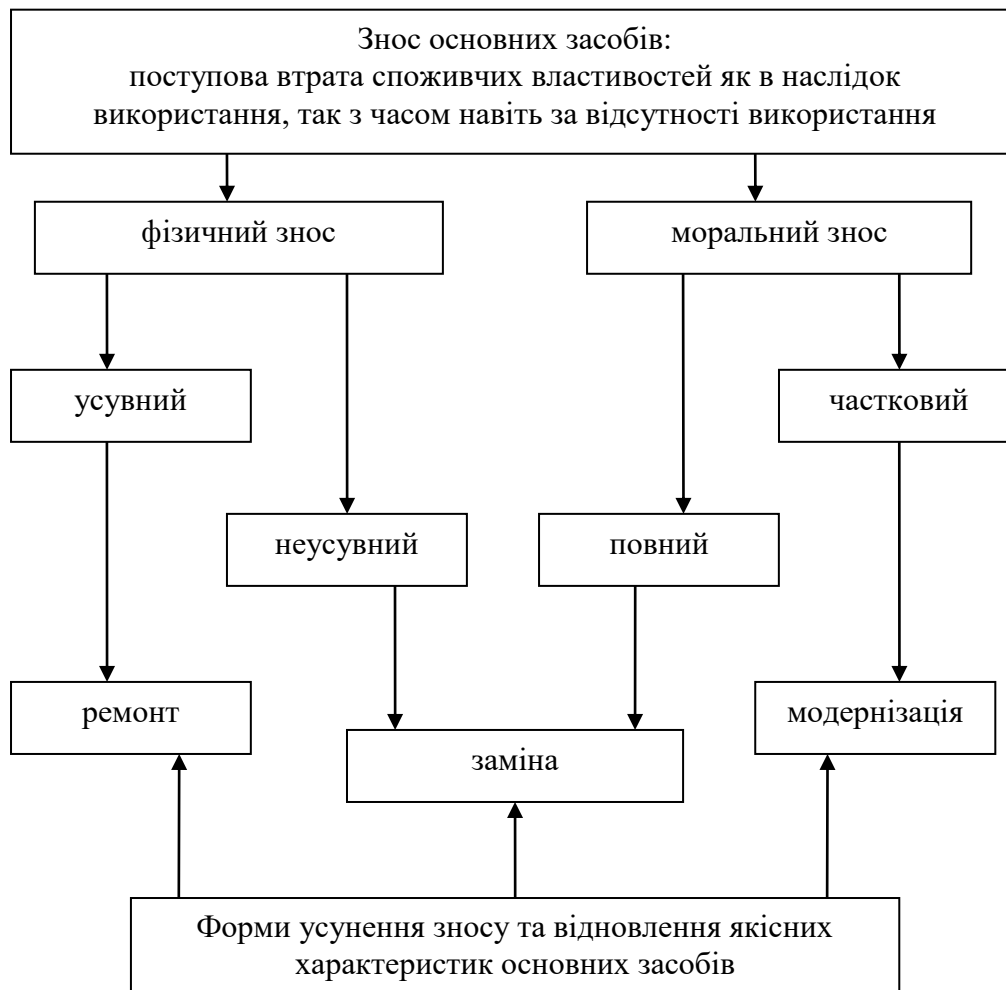 Знос основних засобів:
поступова втрата споживчих властивостей як в наслідок
використання, так з часом навіть за відсутності використання
фізичний знос
моральний знос
усувний
частковий
неусувний
повний
ремонт
модернізація
заміна
Форми усунення зносу та відновлення якісних
характеристик основних засобів